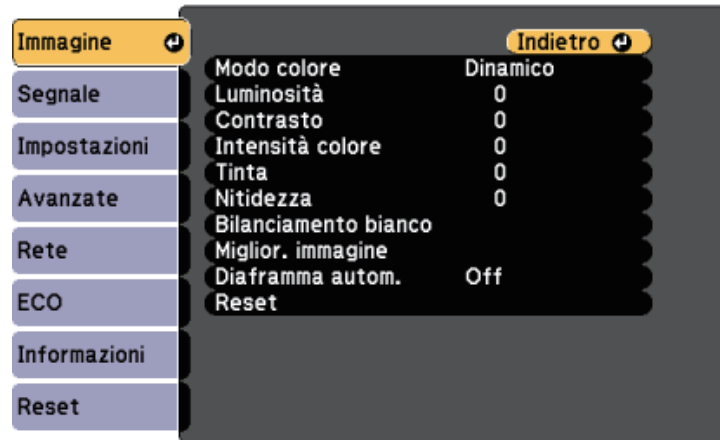 Immagine
Segnale
Impostazioni
Avanzate
Rete
ECO
Informazioni
Reset
Indietro
Modo colore Dinamico
Luminosità 0
Contrasto 0
Intensità colore 0
Tinta 0
Nitidezza 0
Bilanciamento bianco
Miglior. immagine
Diaframma autom. Off
Reset